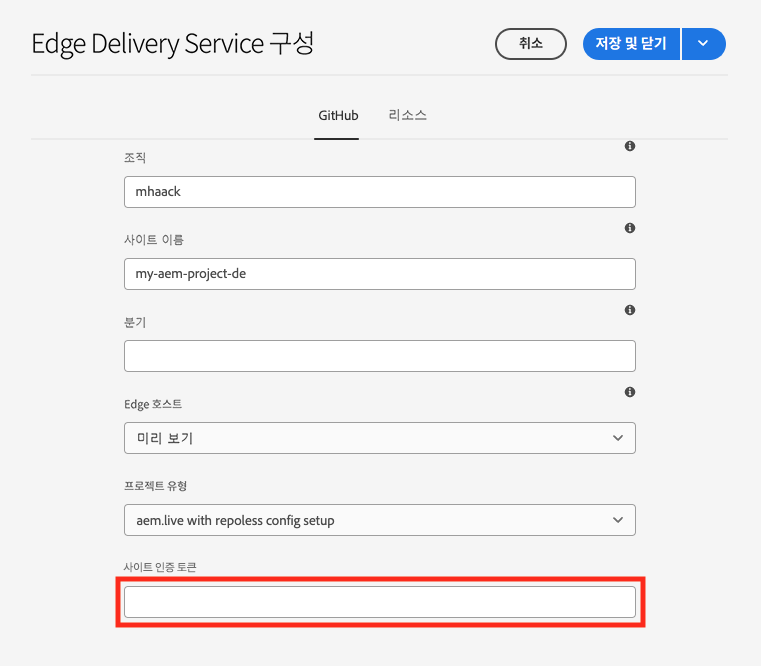 Edge Delivery Service 구성
취소
저장 및 닫기
GitHub
리소스
조직
mhaack
사이트 이름
my-aem-project-de
분기
Edge 호스트
미리 보기
프로젝트 유형
aem.live with repoless config setup
사이트 인증 토큰